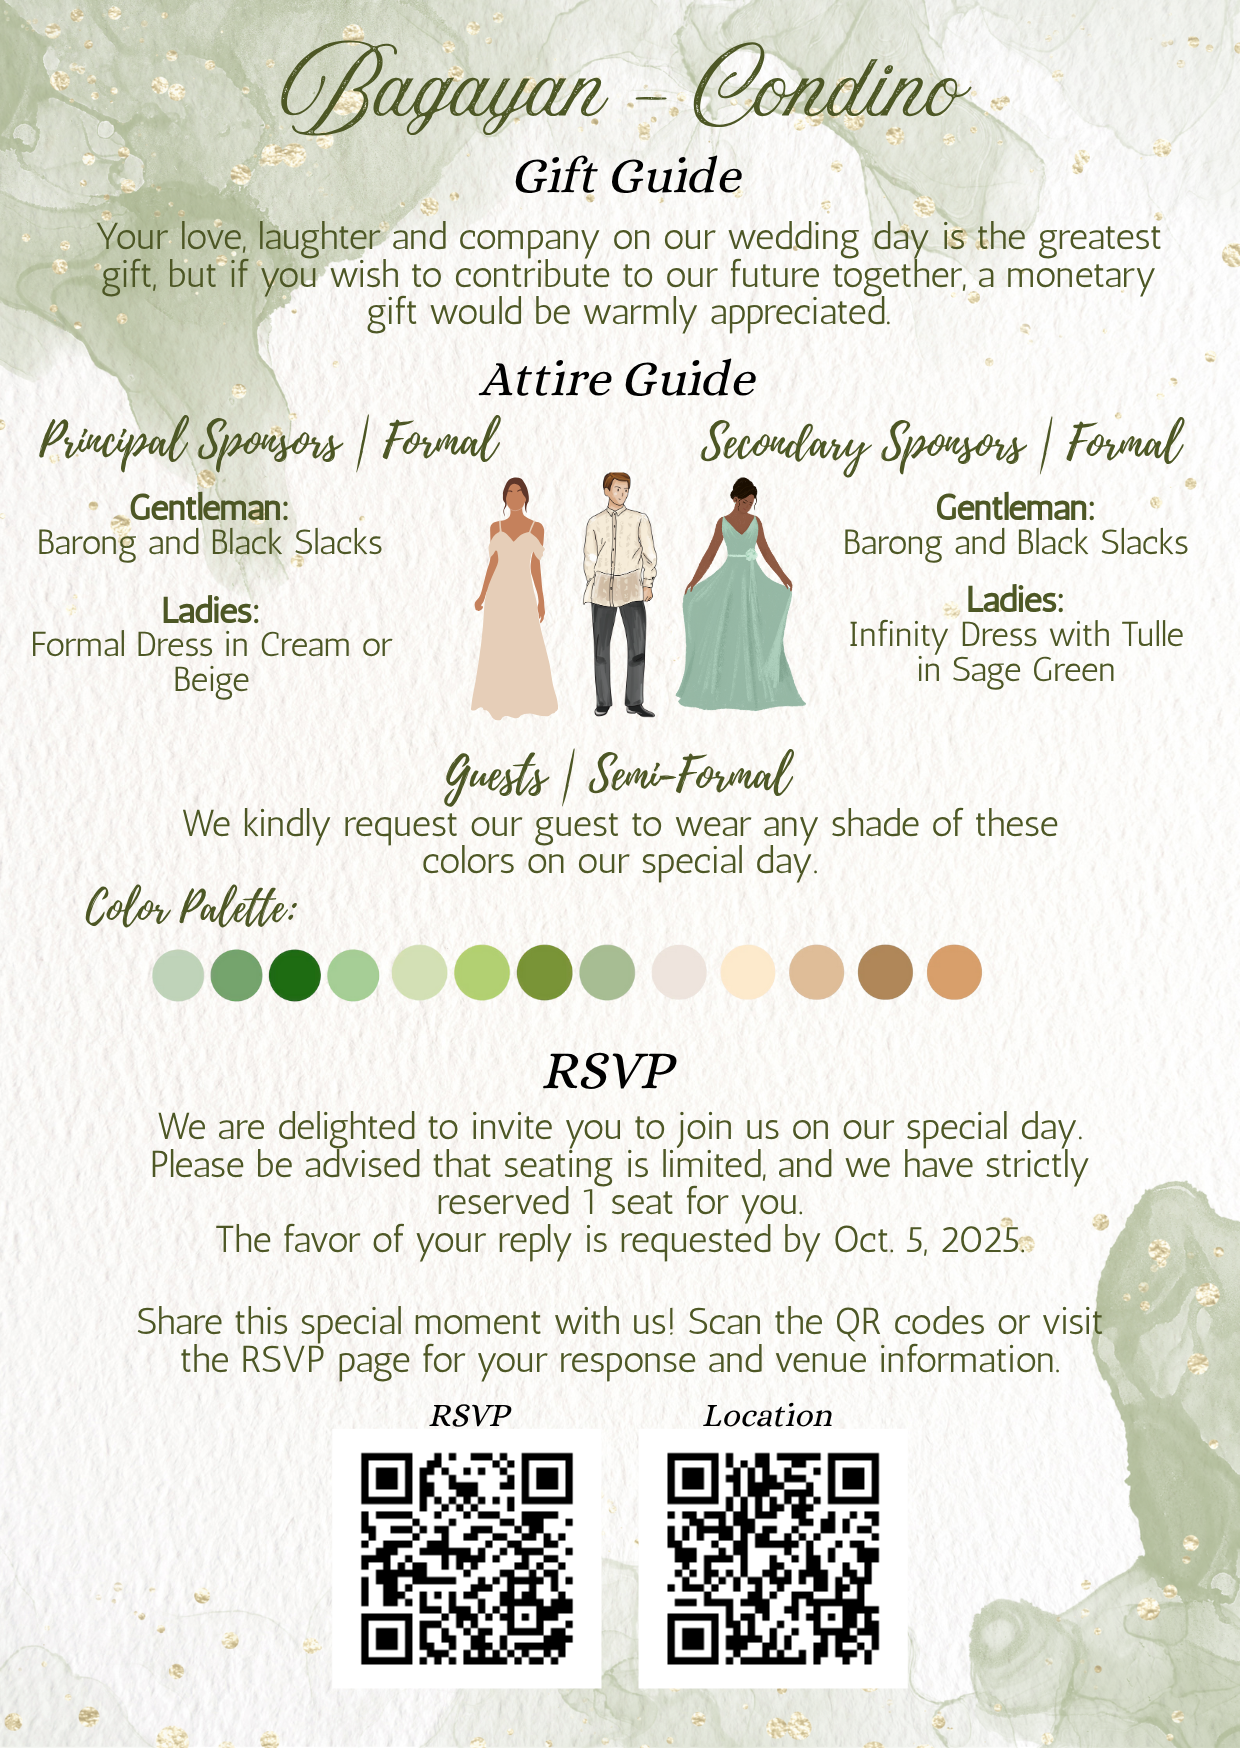 Bagayan - Condino
Gift Guide
Your love, laughter and company on our wedding day is the greatest
gift, but if you wish to contribute to our future together, a monetary
gift would be warmly appreciated.
Attire Guide
Principal Sponsors | Formal
Gentleman:
Barong and Black Slacks
Ladies:
Formal Dress in Cream or
Beige
Secondary Sponsors | Formal
Gentleman:
Barong and Black Slacks
Ladies:
Infinity Dress with Tulle
in Sage Green
Guests | Semi-Formal
We kindly request our guest to wear any shade of these
colors on our special day.
Color Palette:
RSVP
We are delighted to invite you to join us on our special day.
Please be advised that seating is limited, and we have strictly
reserved 1 seat for you.
The favor of your reply is requested by Oct. 5, 2025.
Share this special moment with us! Scan the QR codes or visit
the RSVP page for your response and venue information.
RSVP
Location